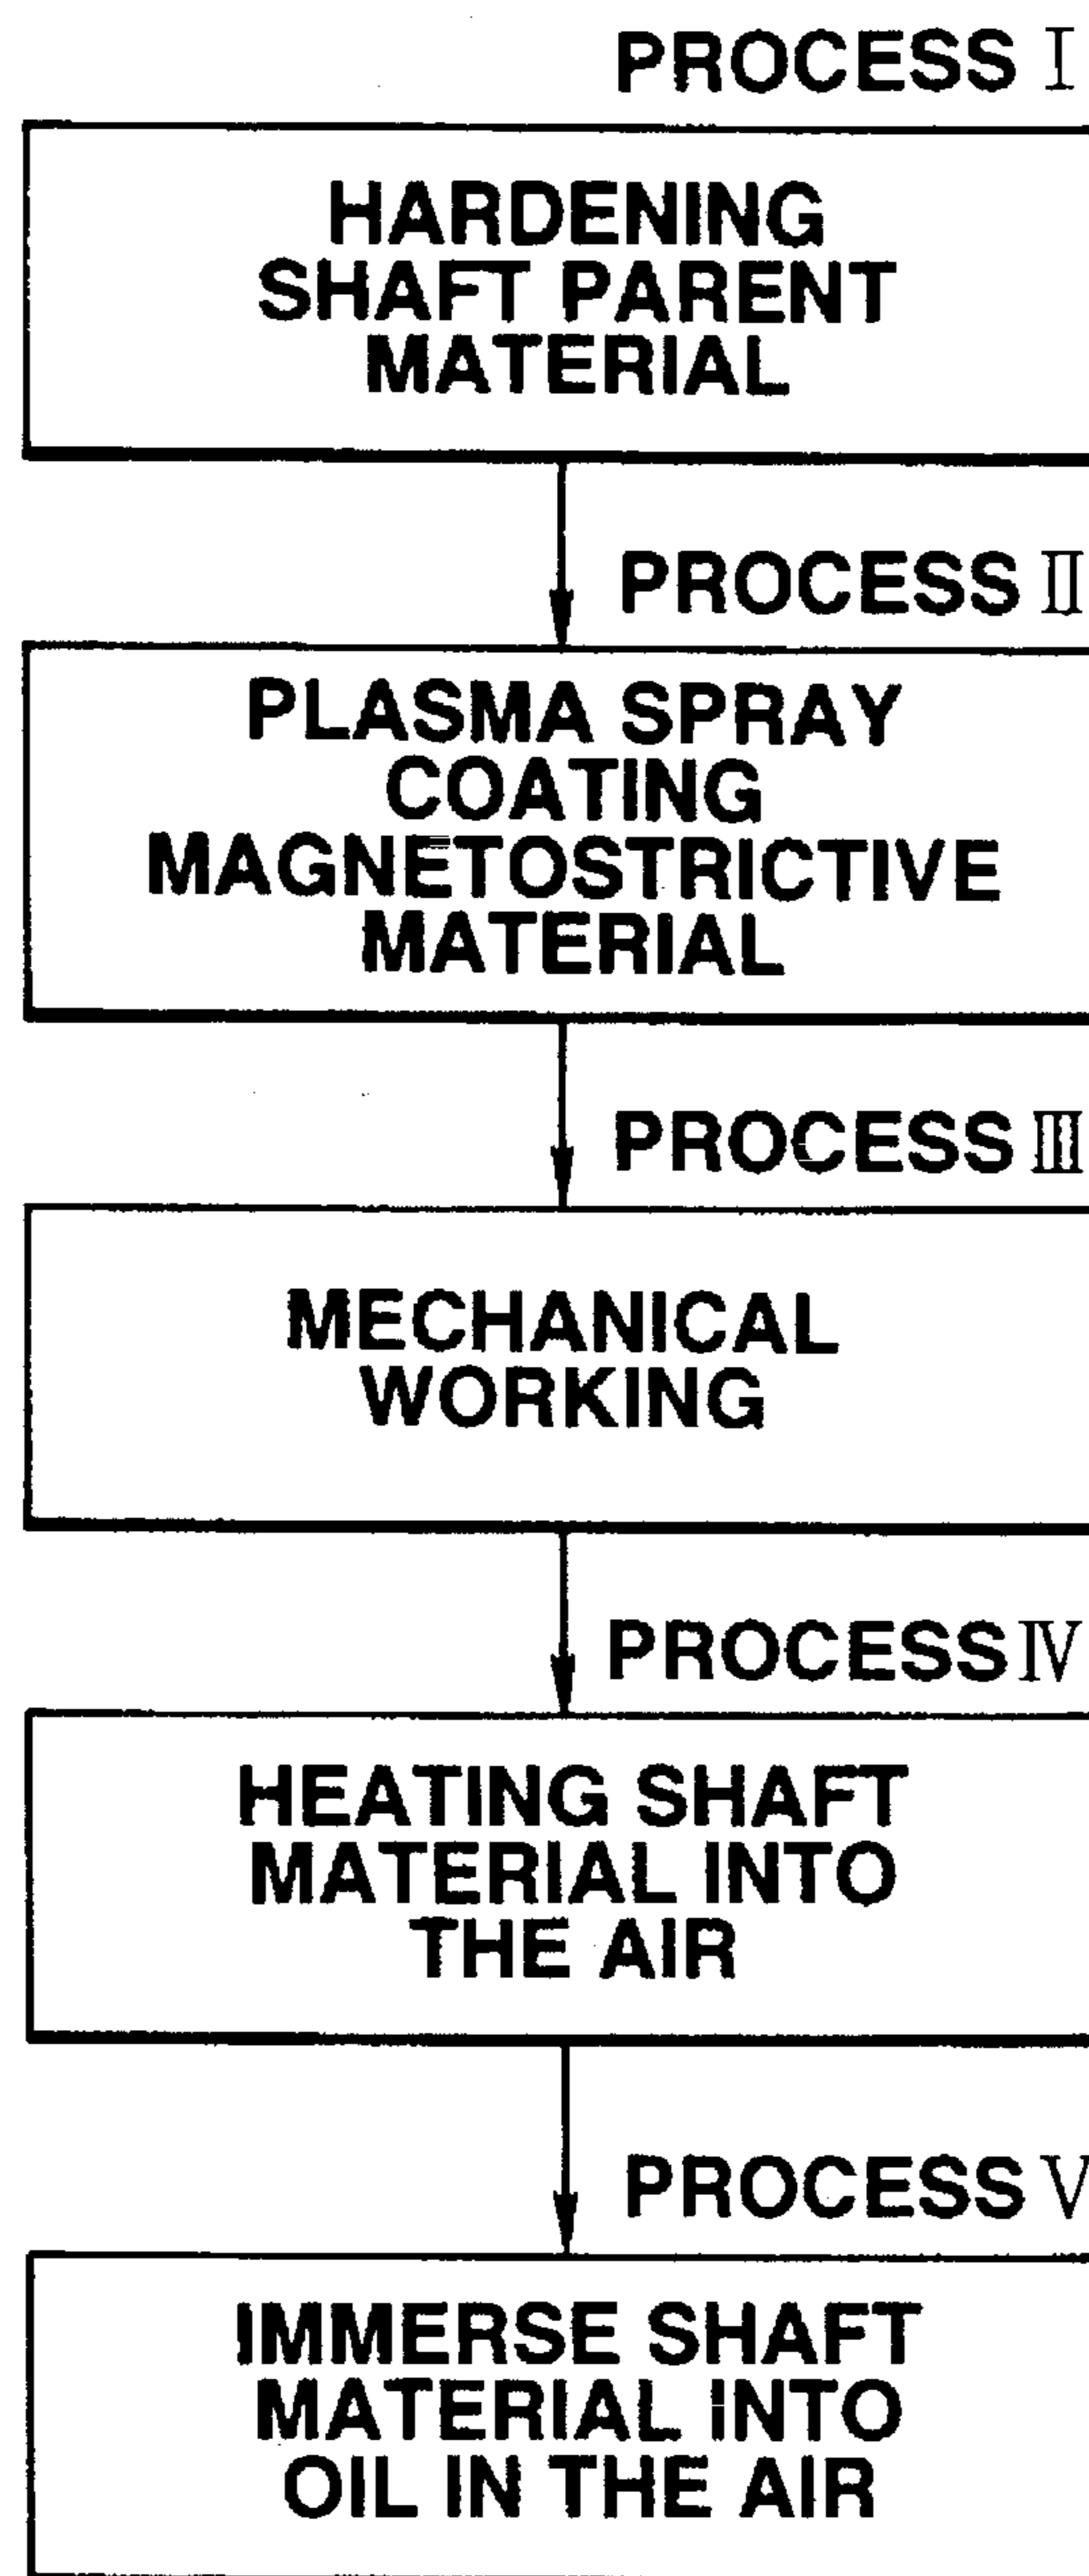 PROCESS I
HARDENING
SHAFT PARENT
MATERIAL
PROCESS II
PLASMA SPRAY
COATING
MAGNETOSTRICTIVE
MATERIAL
PROCESS III
MECHANICAL
WORKING
PROCESS IV
HEATING SHAFT
MATERIAL INTO
THE AIR
PROCESS V
IMMERSE SHAFT
MATERIAL INTO
OIL IN THE AIR